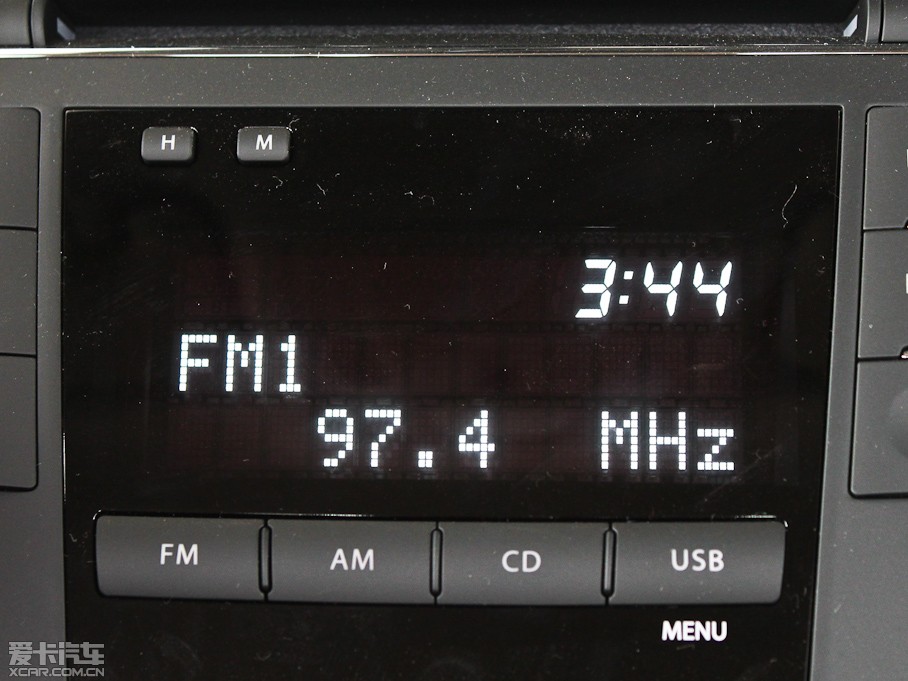 H M
3:44
FM1
97.4 MHz
FM AM CD USB
MENU
爱卡汽车
XCAR.COM.CN